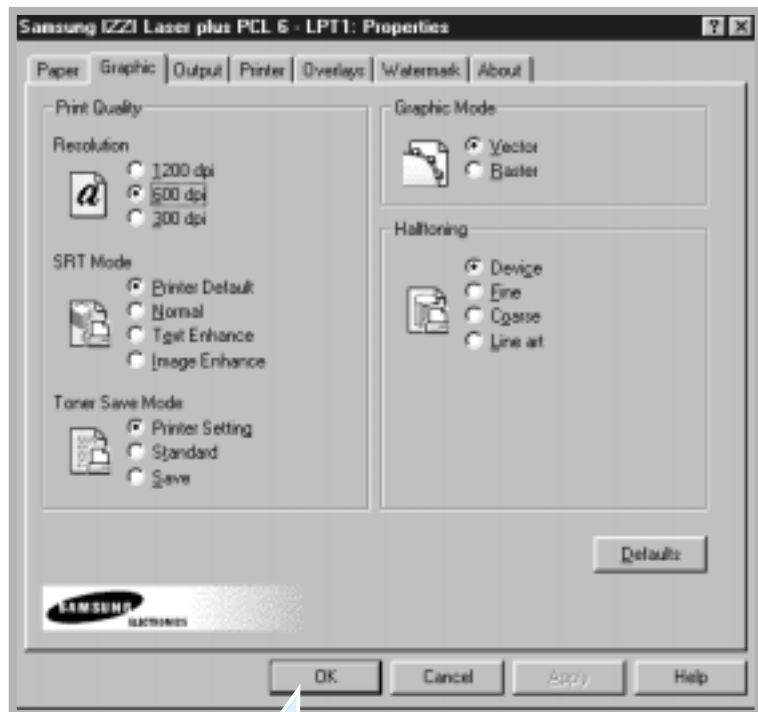 Samsung IZZI Laser plus PCL 6 - LPT1: Properties
Paper Graphic Output Printer Overlays Watermark About
Print Quality
Resolution
1200 dpi
600 dpi
300 dpi
SRT Mode
Printer Default
Normal
Text Enhance
Image Enhance
Toner Save Mode
Printer Setting
Standard
Save
Graphic Mode
Vector
Raster
Halftoning
Device
Fine
Coarse
Line art
Defaults
SAMSUNG
ELECTRONICS
OK Cancel Apply Help